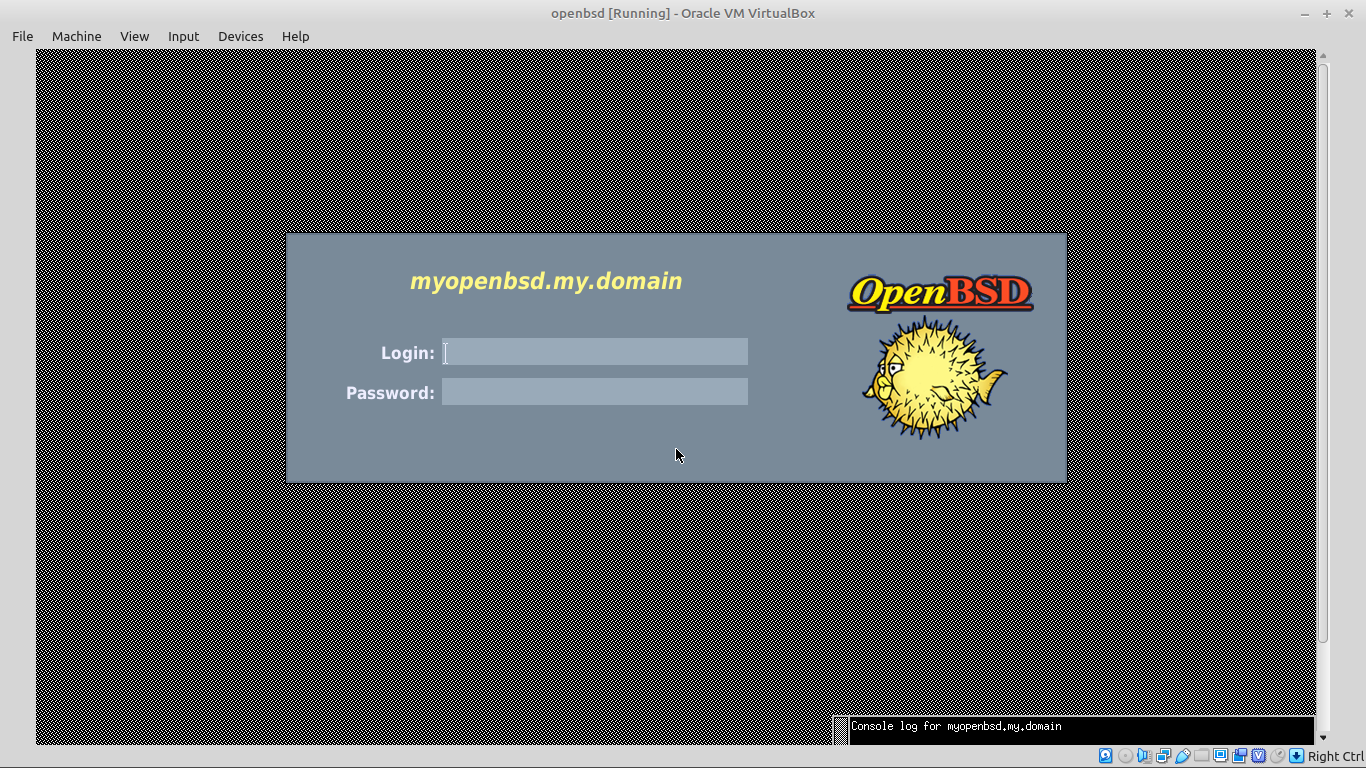 openbsd [Running] - Oracle VM VirtualBox
File Machine View Input Devices Help
myopenbsd.my.domain
OpenBSD
Login:
Password:
Console log for myopenbsd.my.domain
Right Ctrl